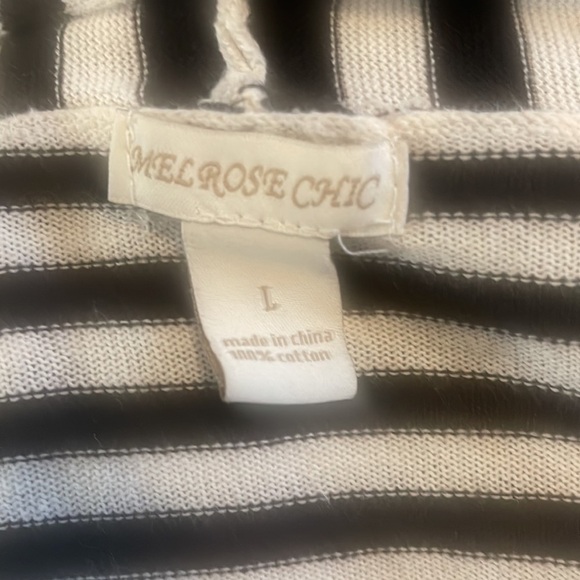 MELROSE CHIC
L
made in china
100% cotton